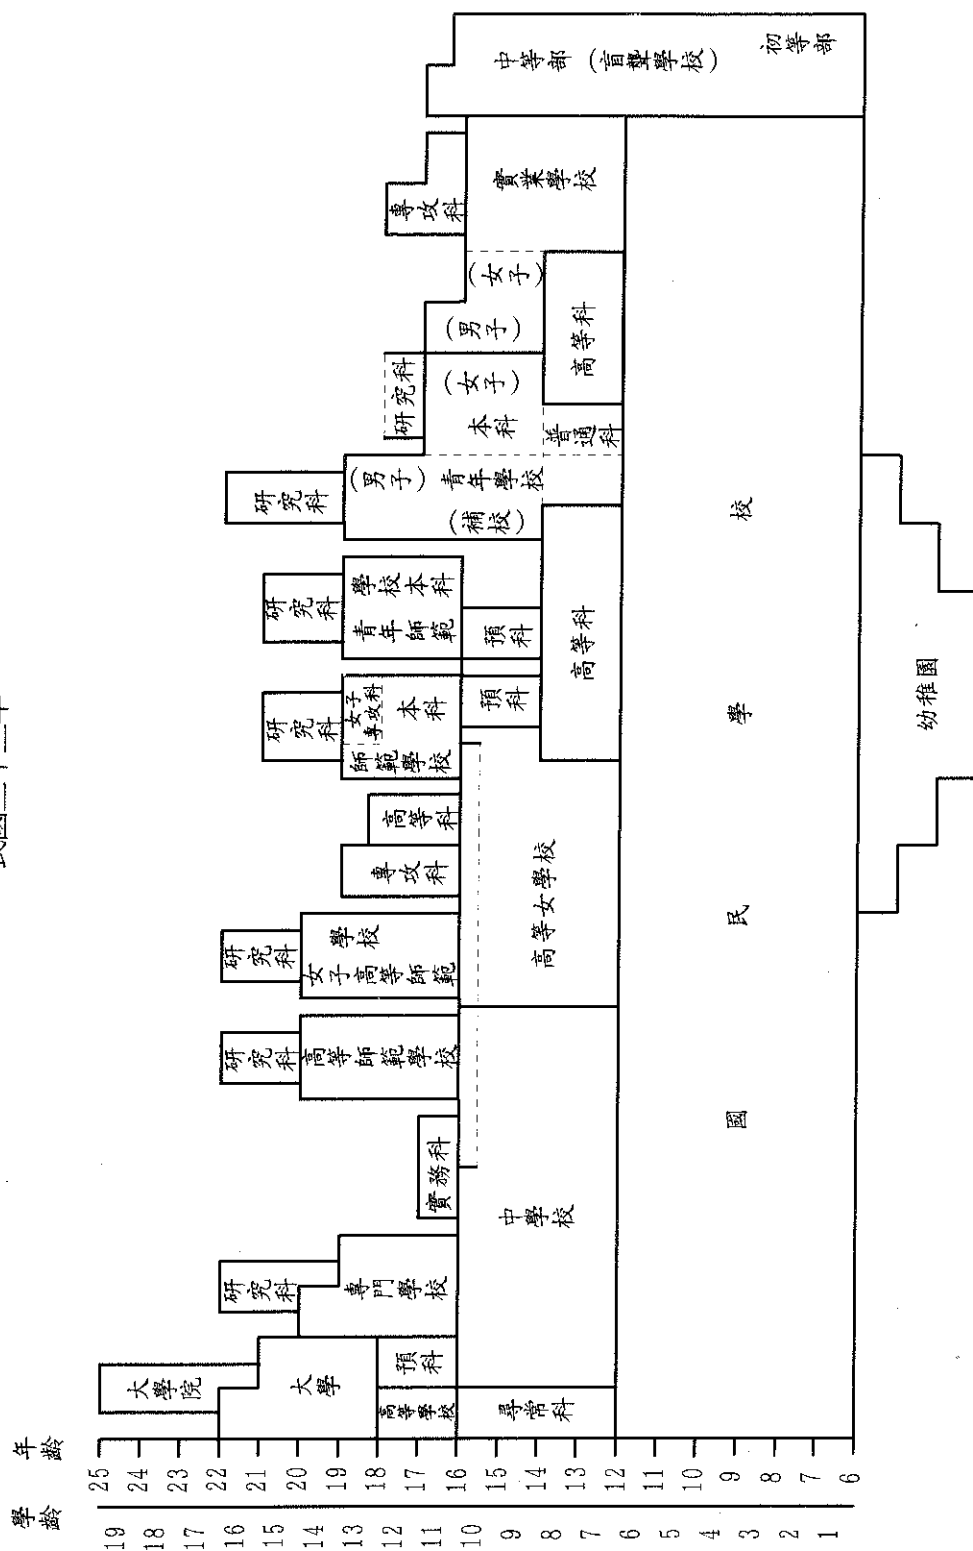 年齡
25
24
23
22
21
20
19
18
17
16
15
14
13
12
11
10
9
8
7
6
學齡
19
18
17
16
15
14
13
12
11
10
9
8
7
6
5
4
3
2
1
大學院
大學
高等學校
預科
尋常科
研究科
專門學校
實務科
中學校
研究科
高等師範學校
研究科
女子高等師範
學校
專攻科
高等科
高等女學校
研究科
師範學校
女子
專攻科
本科
預科
研究科
青年師範
學校本科
預科
高等科
研究科
(男子)
青年學校
(補校)
研究科
(女子)
本科
普通科
(男子)
(女子)
高等科
專攻科
實業學校
中等部(盲聾學校)
初等部
國民學校
幼稚園